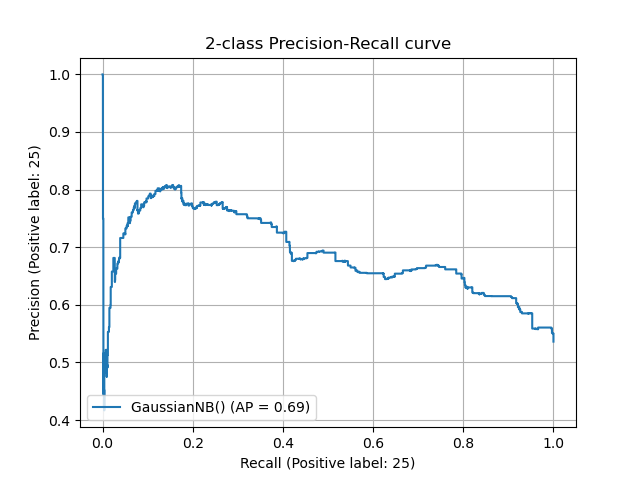 2-class Precision-Recall curve
1.0
0.9
0.8
0.7
0.6
0.5
0.4
Precision (Positive label: 25)
GaussianNB() (AP = 0.69)
0.0 0.2 0.4 0.6 0.8 1.0
Recall (Positive label: 25)